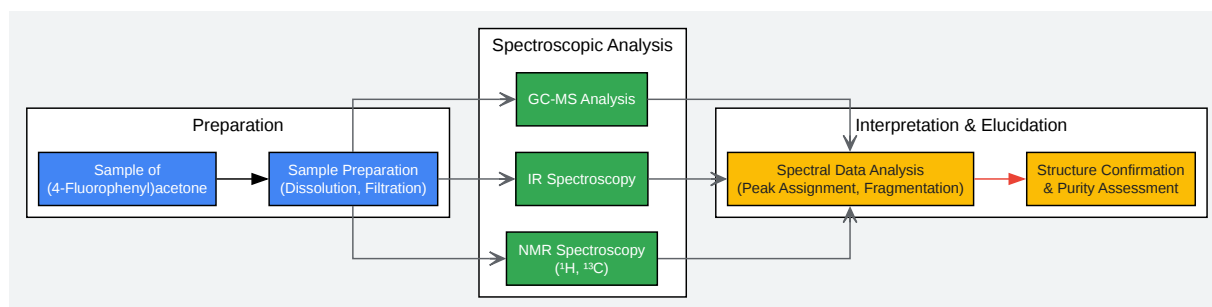 Preparation
Sample of
(4-Fluorophenyl)acetone
Sample Preparation
(Dissolution, Filtration)
Spectroscopic Analysis
GC-MS Analysis
IR Spectroscopy
NMR Spectroscopy
(¹H, ¹³C)
Interpretation & Elucidation
Spectral Data Analysis
(Peak Assignment, Fragmentation)
Structure Confirmation
& Purity Assessment